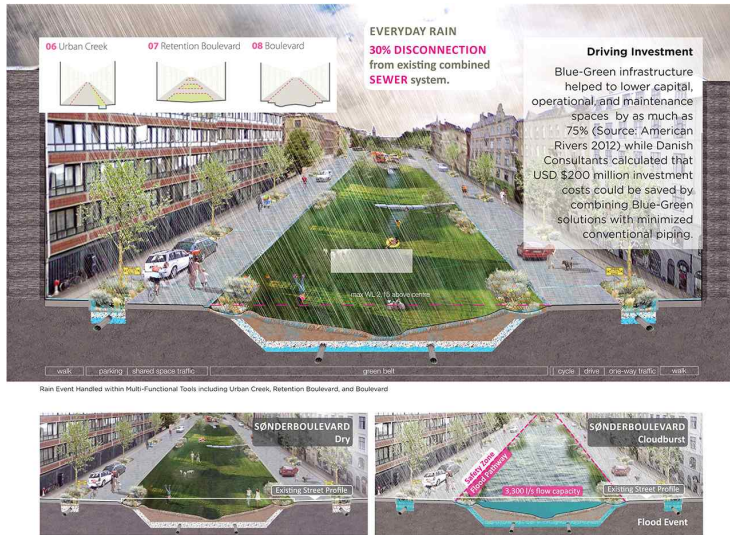 06 Urban Creek
07 Retention Boulevard
08 Boulevard
EVERYDAY RAIN
30% DISCONNECTION
from existing combined
SEWER system.
Driving Investment
Blue-Green infrastructure
helped to lower capital,
operational, and maintenance
spaces by as much as
75% (Source: American
Rivers 2012) while Danish
Consultants calculated that
USD $200 million investment
costs could be saved by
combining Blue-Green
solutions with minimized
conventional piping.
max WL 2.15 above centre
walk
parking | shared space traffic
green belt
cycle | drive | one-way traffic
walk
Rain Event Handled within Multi-Functional Tools including Urban Creek, Retention Boulevard, and Boulevard
SØNDERBOULEVARD
Dry
Existing Street Profile
SØNDERBOULEVARD
Cloudburst
Safety Zone
Flood Pathway
3,300 l/s flow capacity
Existing Street Profile
Flood Event